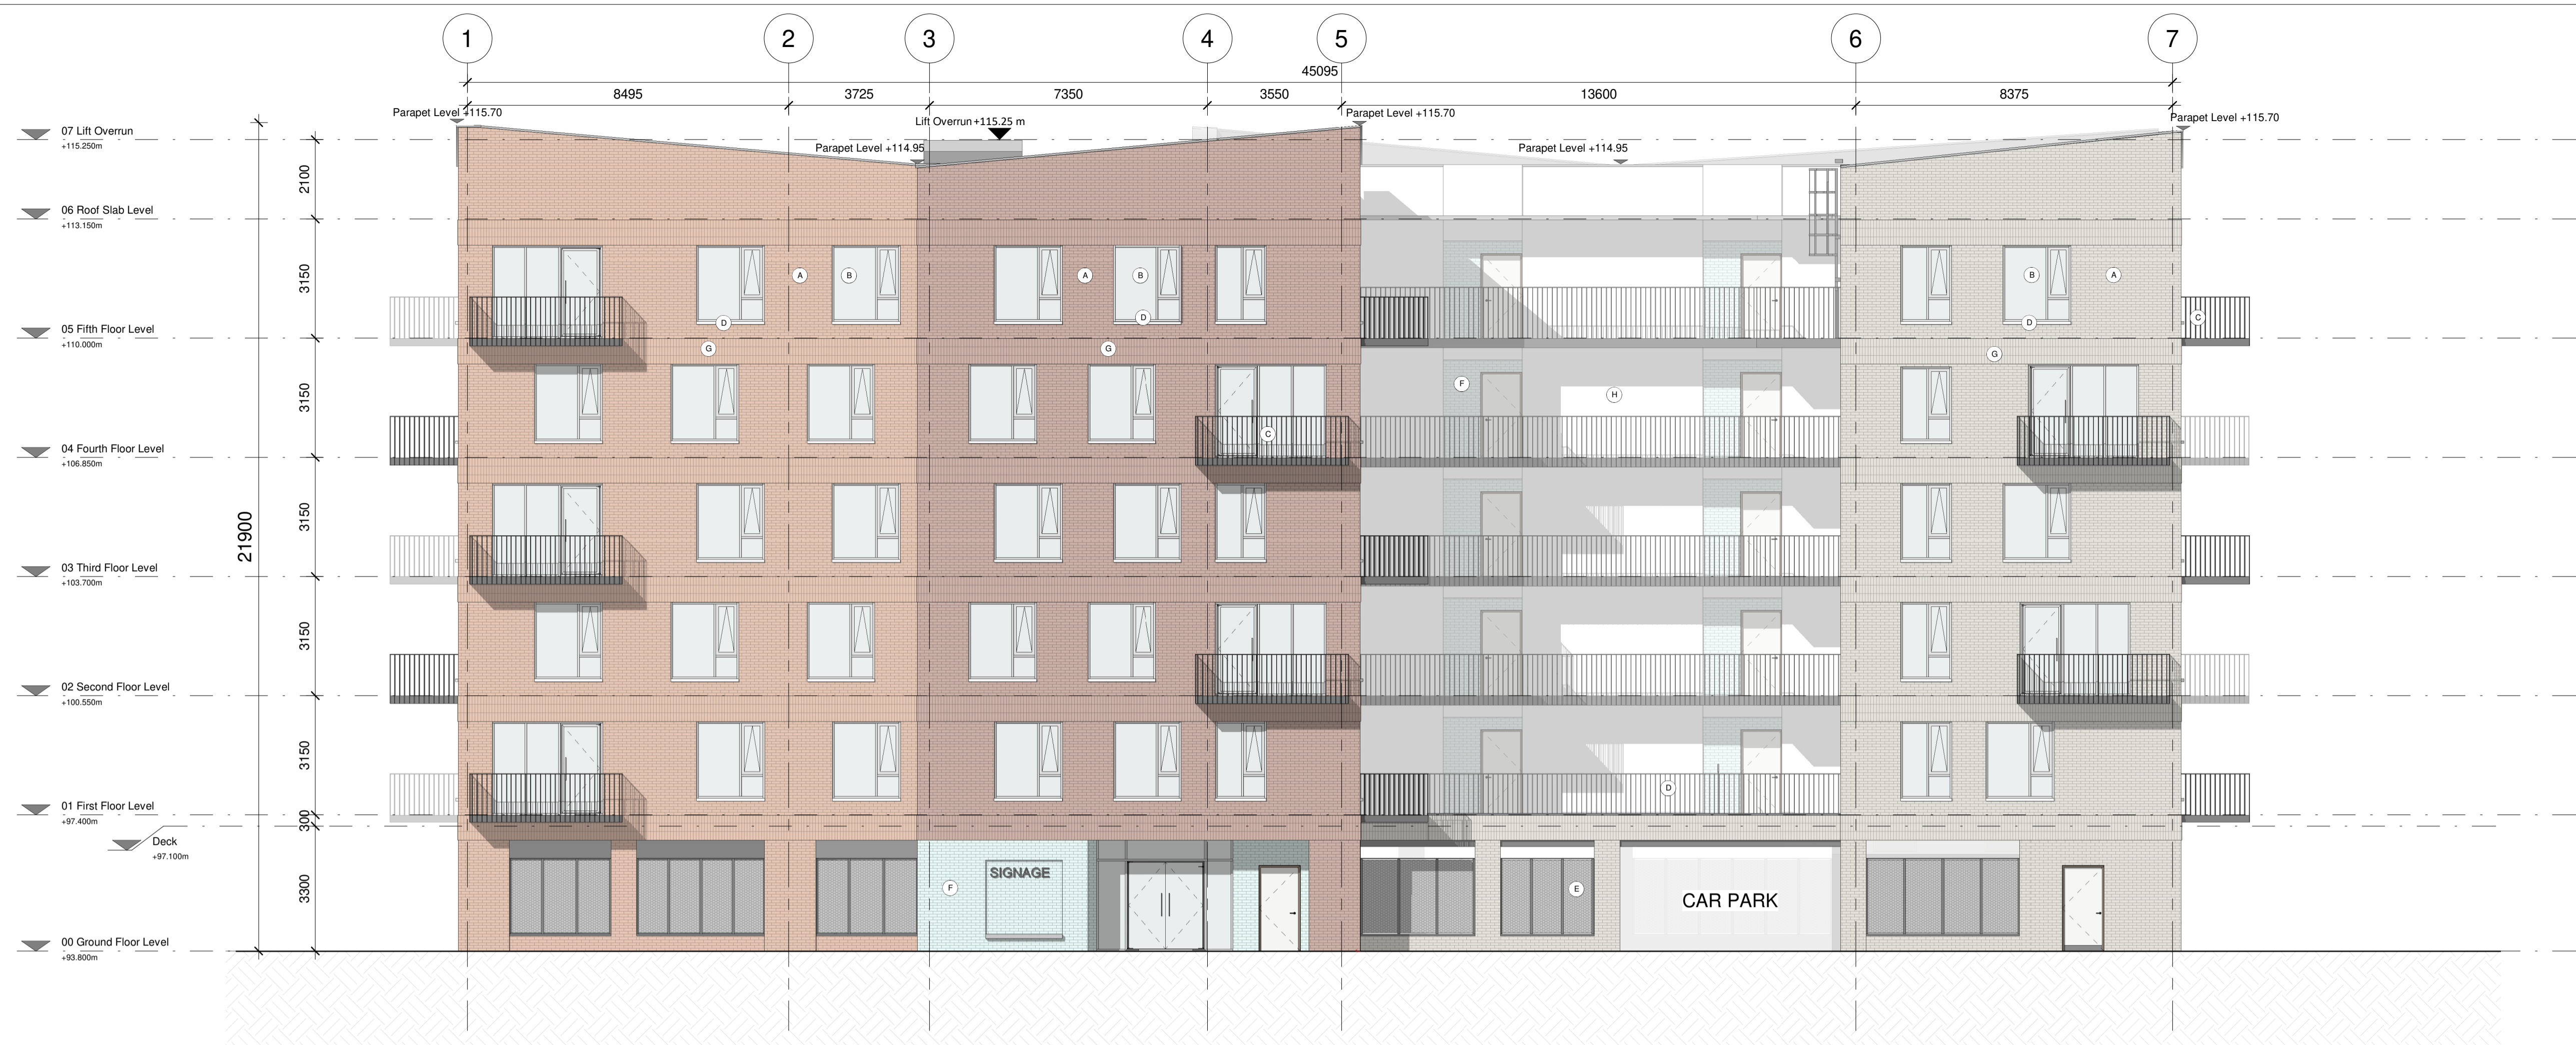 1 2 3 4 5 6 7
45095
8495 3725 7350 3550 13600 8375
Parapet Level +115.70
Lift Overrun +115.25 m
Parapet Level +115.70
Parapet Level +115.70
Parapet Level +114.95
Parapet Level +114.95
07 Lift Overrun
+115.250m
2100
06 Roof Slab Level
+113.150m
3150
A B A B B A
D D D C
05 Fifth Floor Level
+110.000m
G G G
3150
F H
C
04 Fourth Floor Level
+106.850m
21900
3150
03 Third Floor Level
+103.700m
3150
02 Second Floor Level
+100.550m
3150
D
01 First Floor Level
+97.400m
300
Deck
+97.100m
3300
F SIGNAGE E CAR PARK
00 Ground Floor Level
+93.800m